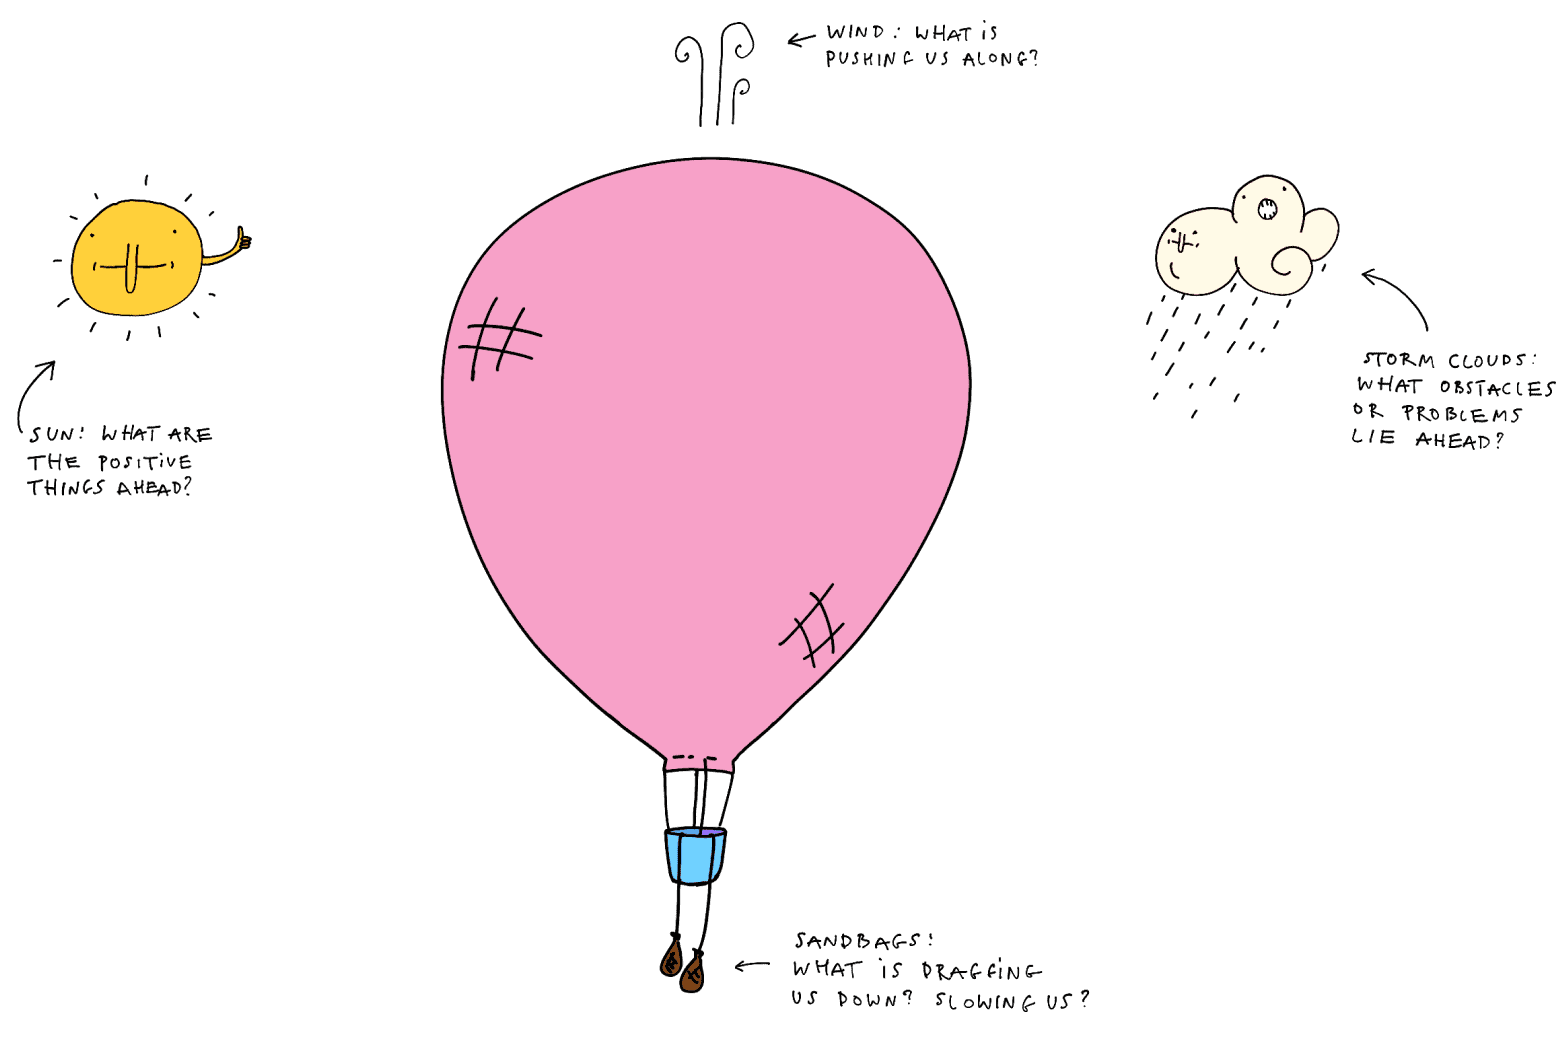 WIND: WHAT IS
PUSHING US ALONG?
SUN: WHAT ARE
THE POSITIVE
THINGS AHEAD?
STORM CLOUDS:
WHAT OBSTACLES
OR PROBLEMS
LIE AHEAD?
SANDBAGS:
WHAT IS DRAGGING
US DOWN? SLOWING US?